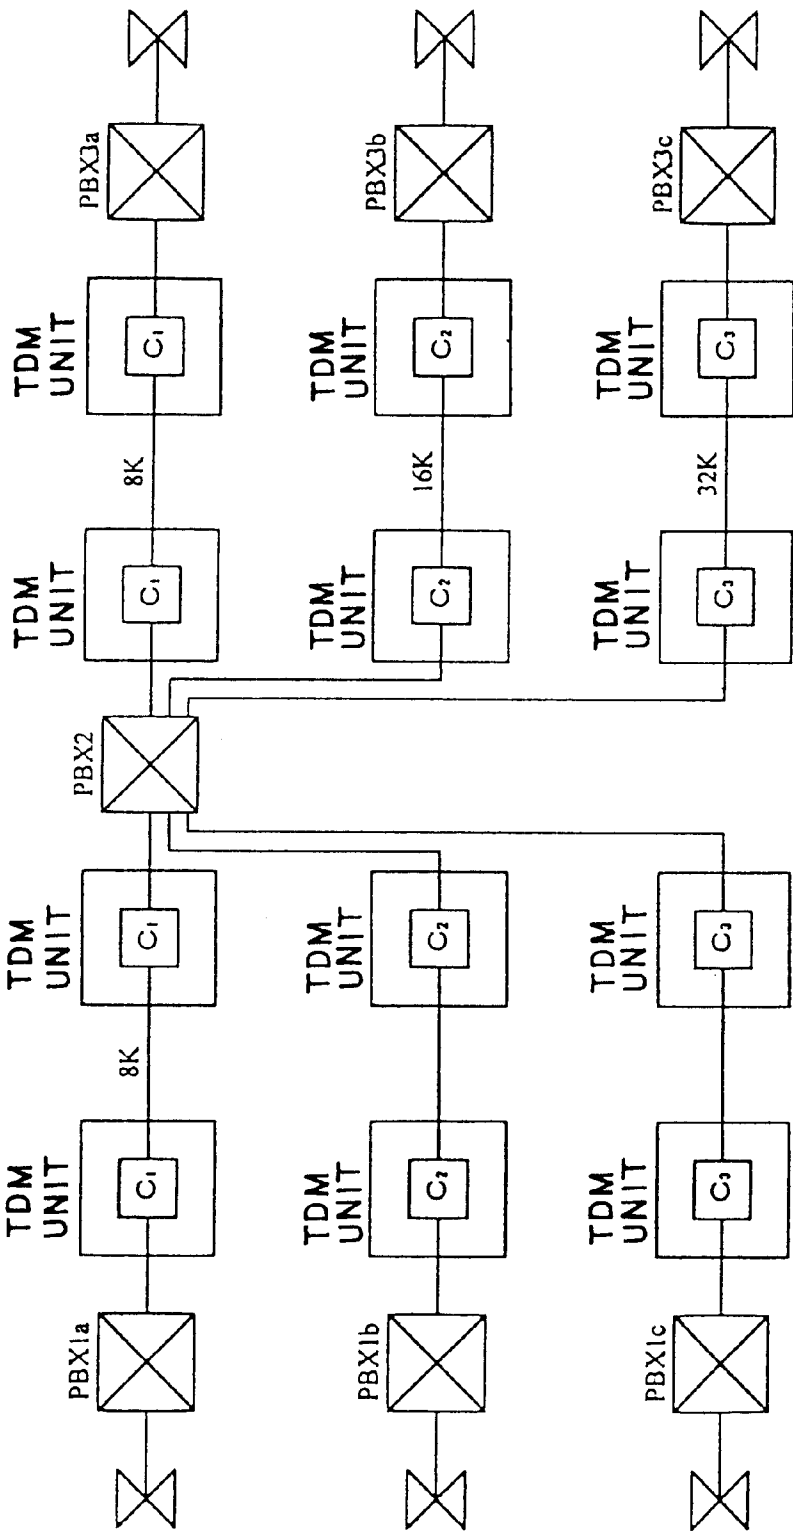 PBX1a
TDM
UNIT
C₁
8K
TDM
UNIT
C₁
PBX2
TDM
UNIT
C₁
8K
TDM
UNIT
C₁
PBX3a
PBX1b
TDM
UNIT
C₂
TDM
UNIT
C₂
TDM
UNIT
C₂
16K
TDM
UNIT
C₂
PBX3b
PBX1c
TDM
UNIT
C₃
TDM
UNIT
C₃
TDM
UNIT
C₃
32K
TDM
UNIT
C₃
PBX3c